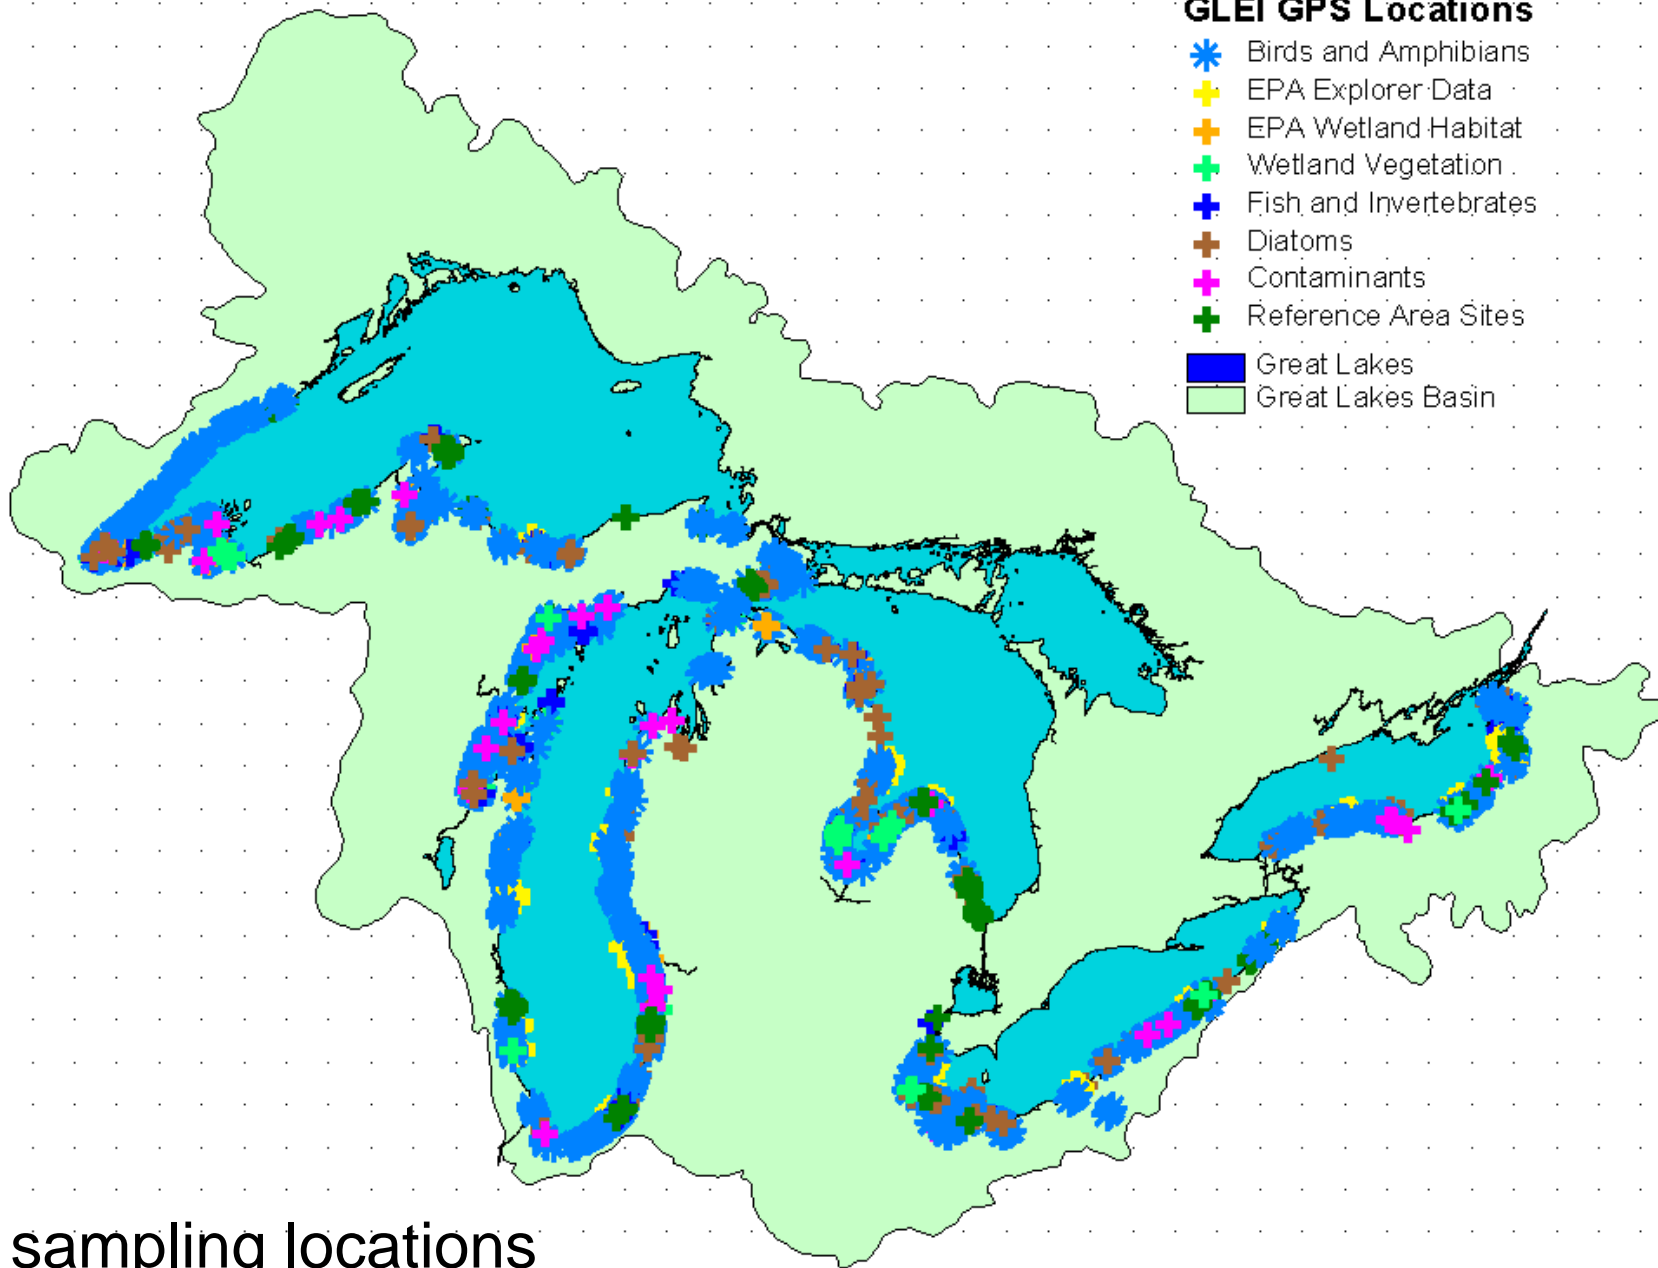 GLEI GPS Locations
Birds and Amphibians
EPA Explorer Data
EPA Wetland Habitat
Wetland Vegetation
Fish and Invertebrates
Diatoms
Contaminants
Reference Area Sites
Great Lakes
Great Lakes Basin
sampling locations